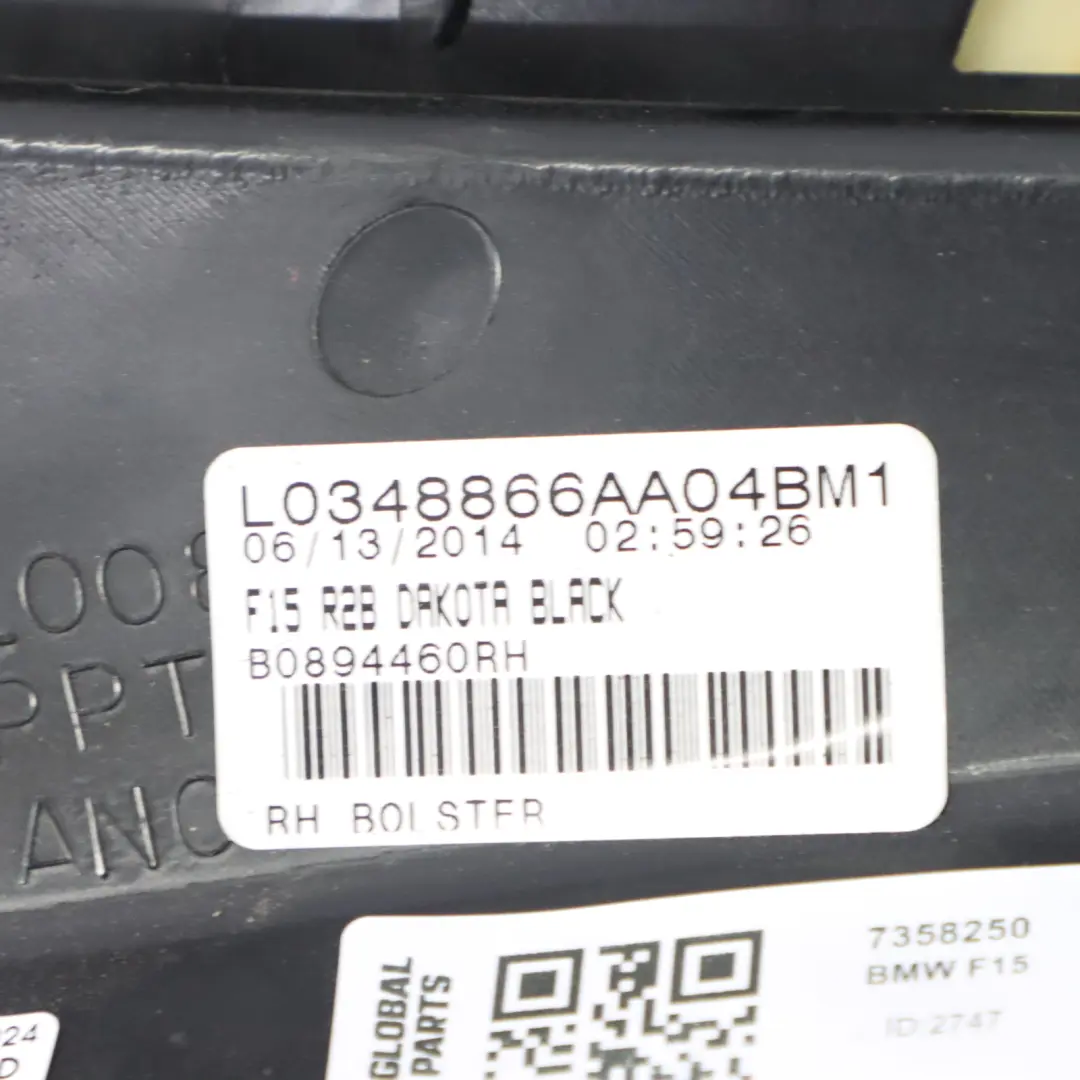 L0348866AA04BM1
06/13/2014 02:59:26
F15 R2B DAKOTA BLACK
B0894460RH
RH BOLSTER
PPT
7358250
BMW F15
ID:2747
GLOBAL
PARTS